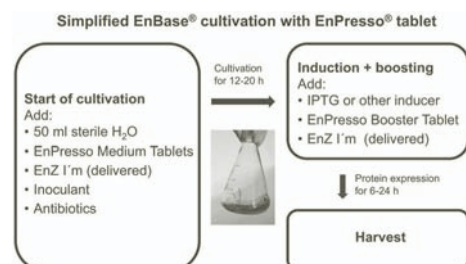 Simplified EnBase® cultivation with EnPresso® tablet
Start of cultivation
Add:
• 50 ml sterile H₂O
• EnPresso Medium Tablets
• EnZ I´m (delivered)
• Inoculant
• Antibiotics
Cultivation
for 12-20 h
Induction + boosting
Add:
• IPTG or other inducer
• EnPresso Booster Tablet
• EnZ I´m (delivered)
Protein expression
for 6-24 h
Harvest